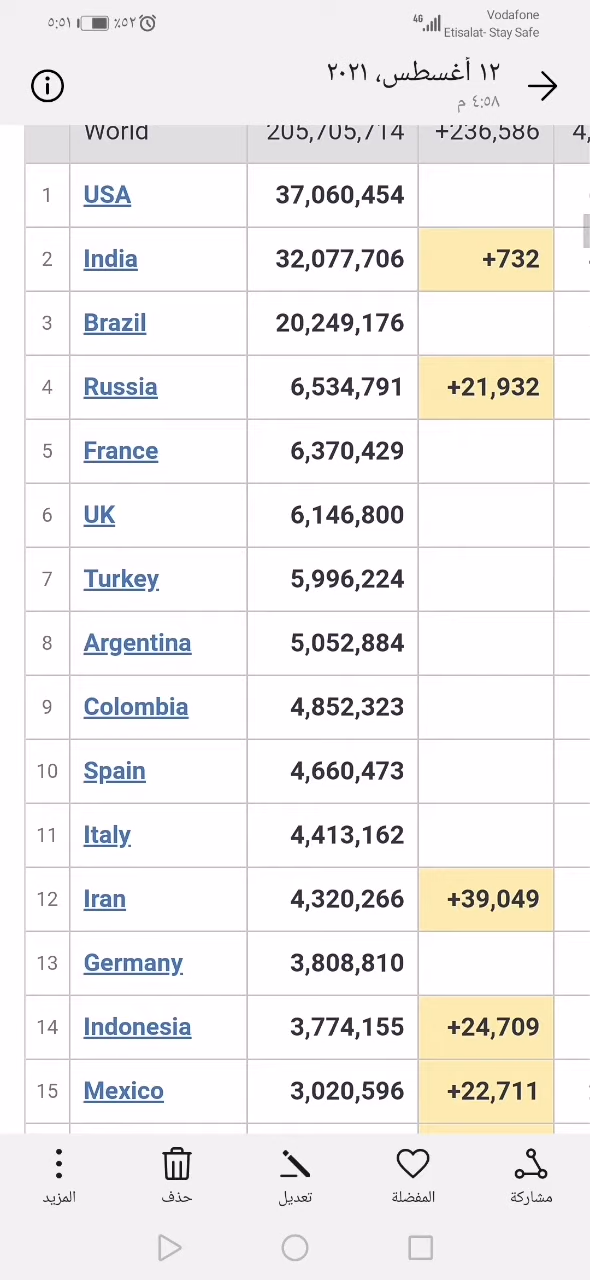 ٥:٥١ ٪٥٢ 4G Vodafone
Etisalat- Stay Safe
١٢ أغسطس، ٢٠٢١
٤:٥٨ م
World 205,705,714 +236,586 4,
1 USA 37,060,454
2 India 32,077,706 +732
3 Brazil 20,249,176
4 Russia 6,534,791 +21,932
5 France 6,370,429
6 UK 6,146,800
7 Turkey 5,996,224
8 Argentina 5,052,884
9 Colombia 4,852,323
10 Spain 4,660,473
11 Italy 4,413,162
12 Iran 4,320,266 +39,049
13 Germany 3,808,810
14 Indonesia 3,774,155 +24,709
15 Mexico 3,020,596 +22,711
مشاركة المفضلة تعديل حذف المزيد